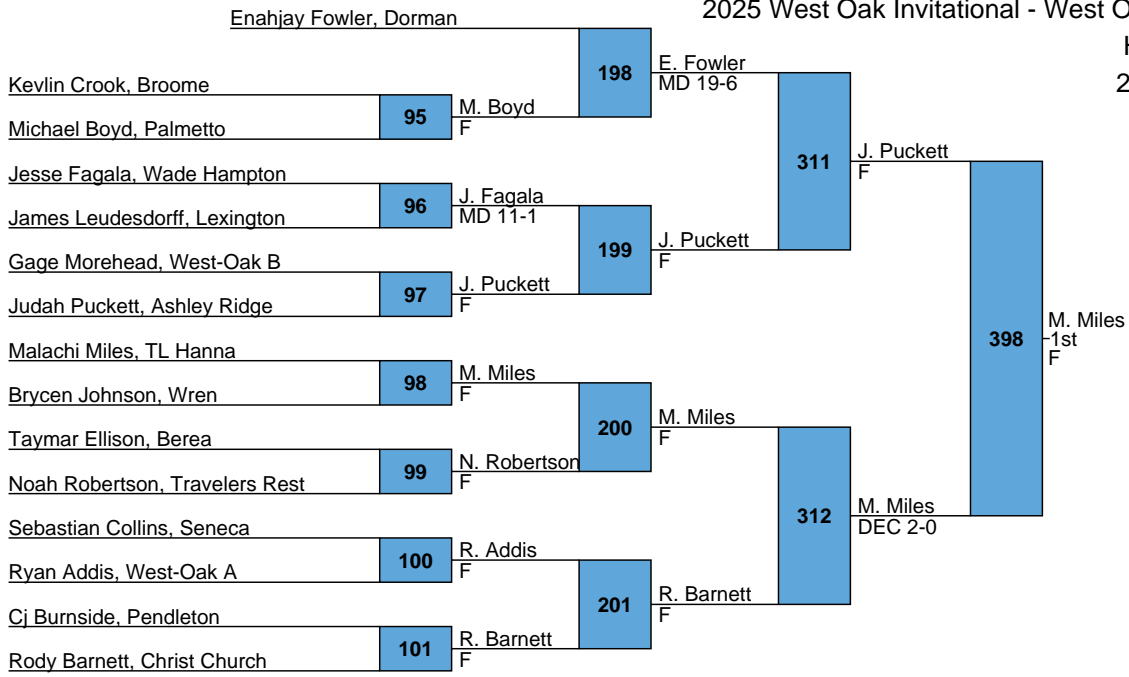 2025 West Oak Invitational - West O
H
2
Enahjay Fowler, Dorman
198
E. Fowler
MD 19-6
Kevlin Crook, Broome
95
M. Boyd
F
Michael Boyd, Palmetto
311
J. Puckett
F
Jesse Fagala, Wade Hampton
96
J. Fagala
MD 11-1
James Leudesdorff, Lexington
199
J. Puckett
F
Gage Morehead, West-Oak B
97
J. Puckett
F
Judah Puckett, Ashley Ridge
398
M. Miles
1st
F
Malachi Miles, TL Hanna
98
M. Miles
F
Brycen Johnson, Wren
200
M. Miles
F
Taymar Ellison, Berea
99
N. Robertson
F
Noah Robertson, Travelers Rest
312
M. Miles
DEC 2-0
Sebastian Collins, Seneca
100
R. Addis
F
Ryan Addis, West-Oak A
201
R. Barnett
F
Cj Burnside, Pendleton
101
R. Barnett
F
Rody Barnett, Christ Church